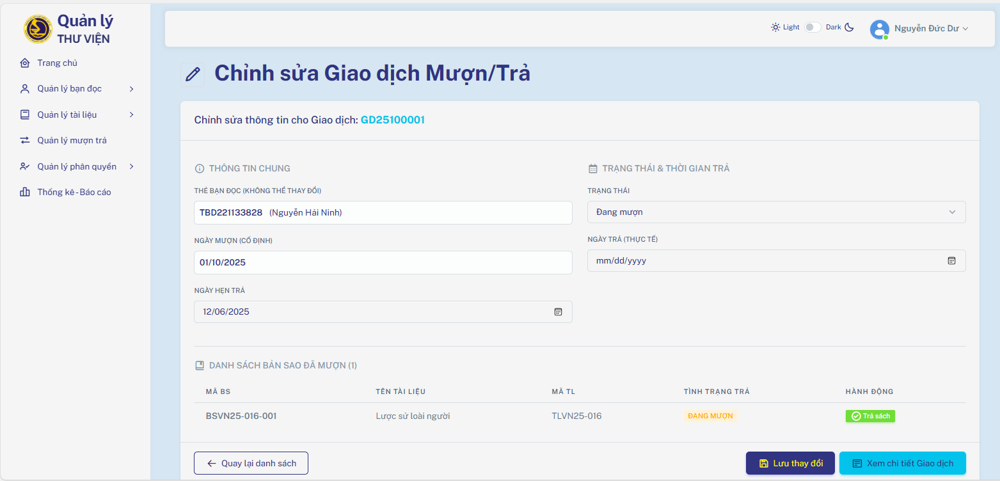 Quản lý
THƯ VIỆN
Light Dark
Nguyễn Đức Dư
Trang chủ
Quản lý bạn đọc
Quản lý tài liệu
Quản lý mượn trả
Quản lý phân quyền
Thống kê - Báo cáo
Chỉnh sửa Giao dịch Mượn/Trả
Chỉnh sửa thông tin cho Giao dịch: GD25100001
THÔNG TIN CHUNG
THẺ BẠN ĐỌC (KHÔNG THỂ THAY ĐỔI)
TBD221133828 (Nguyễn Hải Ninh)
NGÀY MƯỢN (CỐ ĐỊNH)
01/10/2025
NGÀY HẸN TRẢ
12/06/2025
TRẠNG THÁI & THỜI GIAN TRẢ
TRẠNG THÁI
Đang mượn
NGÀY TRẢ (THỰC TẾ)
mm/dd/yyyy
DANH SÁCH BẢN SAO ĐÃ MƯỢN (1)
MÃ BS TÊN TÀI LIỆU MÃ TL TÌNH TRẠNG TRẢ HÀNH ĐỘNG
BSVN25-016-001 Lược sử loài người TLVN25-016 ĐANG MƯỢN Trả sách
Quay lại danh sách Lưu thay đổi Xem chi tiết Giao dịch